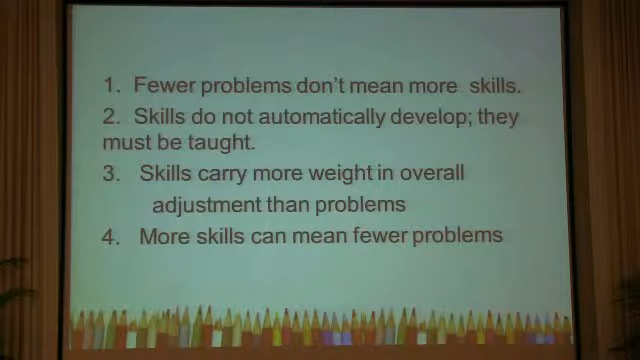 1. Fewer problems don't mean more skills.
2. Skills do not automatically develop; they
must be taught.
3. Skills carry more weight in overall
adjustment than problems
4. More skills can mean fewer problems